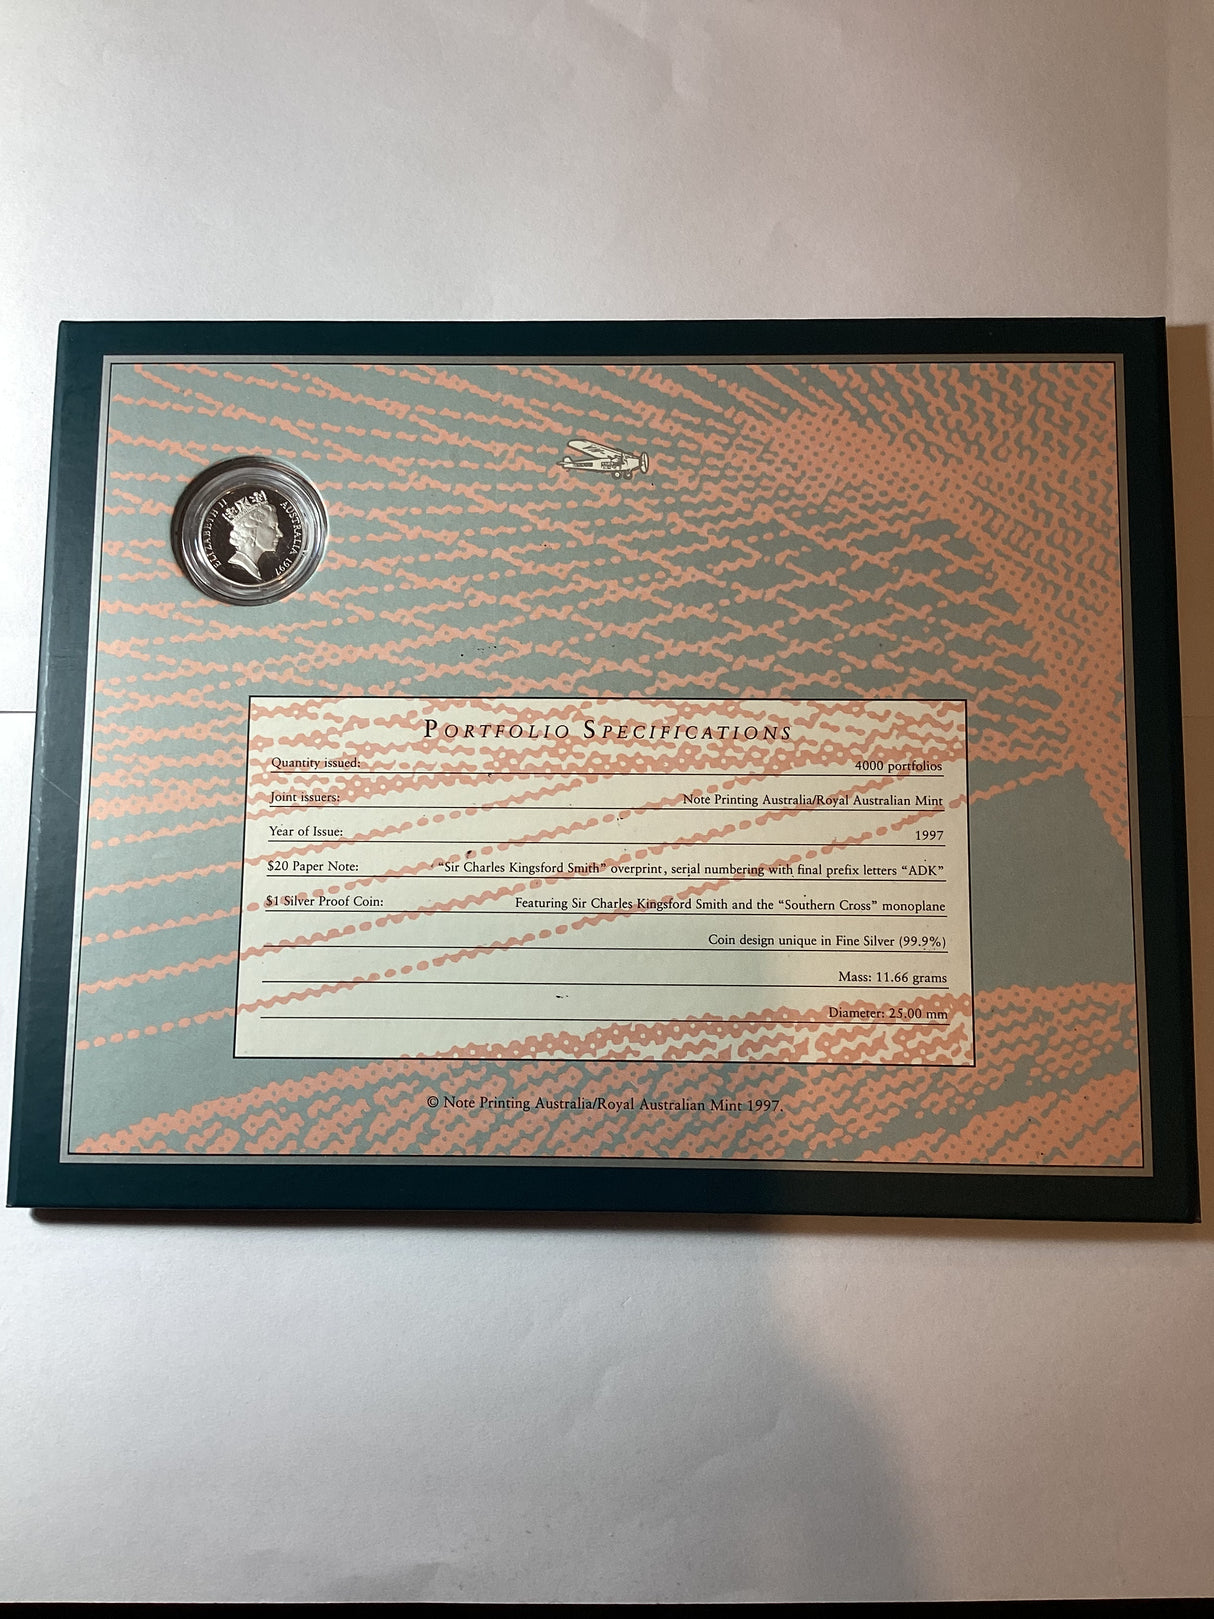 ELIZABETH II AUSTRALIA 1997
PORTFOLIO SPECIFICATIONS
Quantity issued: 4000 portfolios
Joint issuers: Note Printing Australia/Royal Australian Mint
Year of Issue: 1997
$20 Paper Note: “Sir Charles Kingsford Smith” overprint, serial numbering with final prefix letters “ADK”
$1 Silver Proof Coin: Featuring Sir Charles Kingsford Smith and the “Southern Cross” monoplane
Coin design unique in Fine Silver (99.9%)
Mass: 11.66 grams
Diameter: 25.00 mm
© Note Printing Australia/Royal Australian Mint 1997.